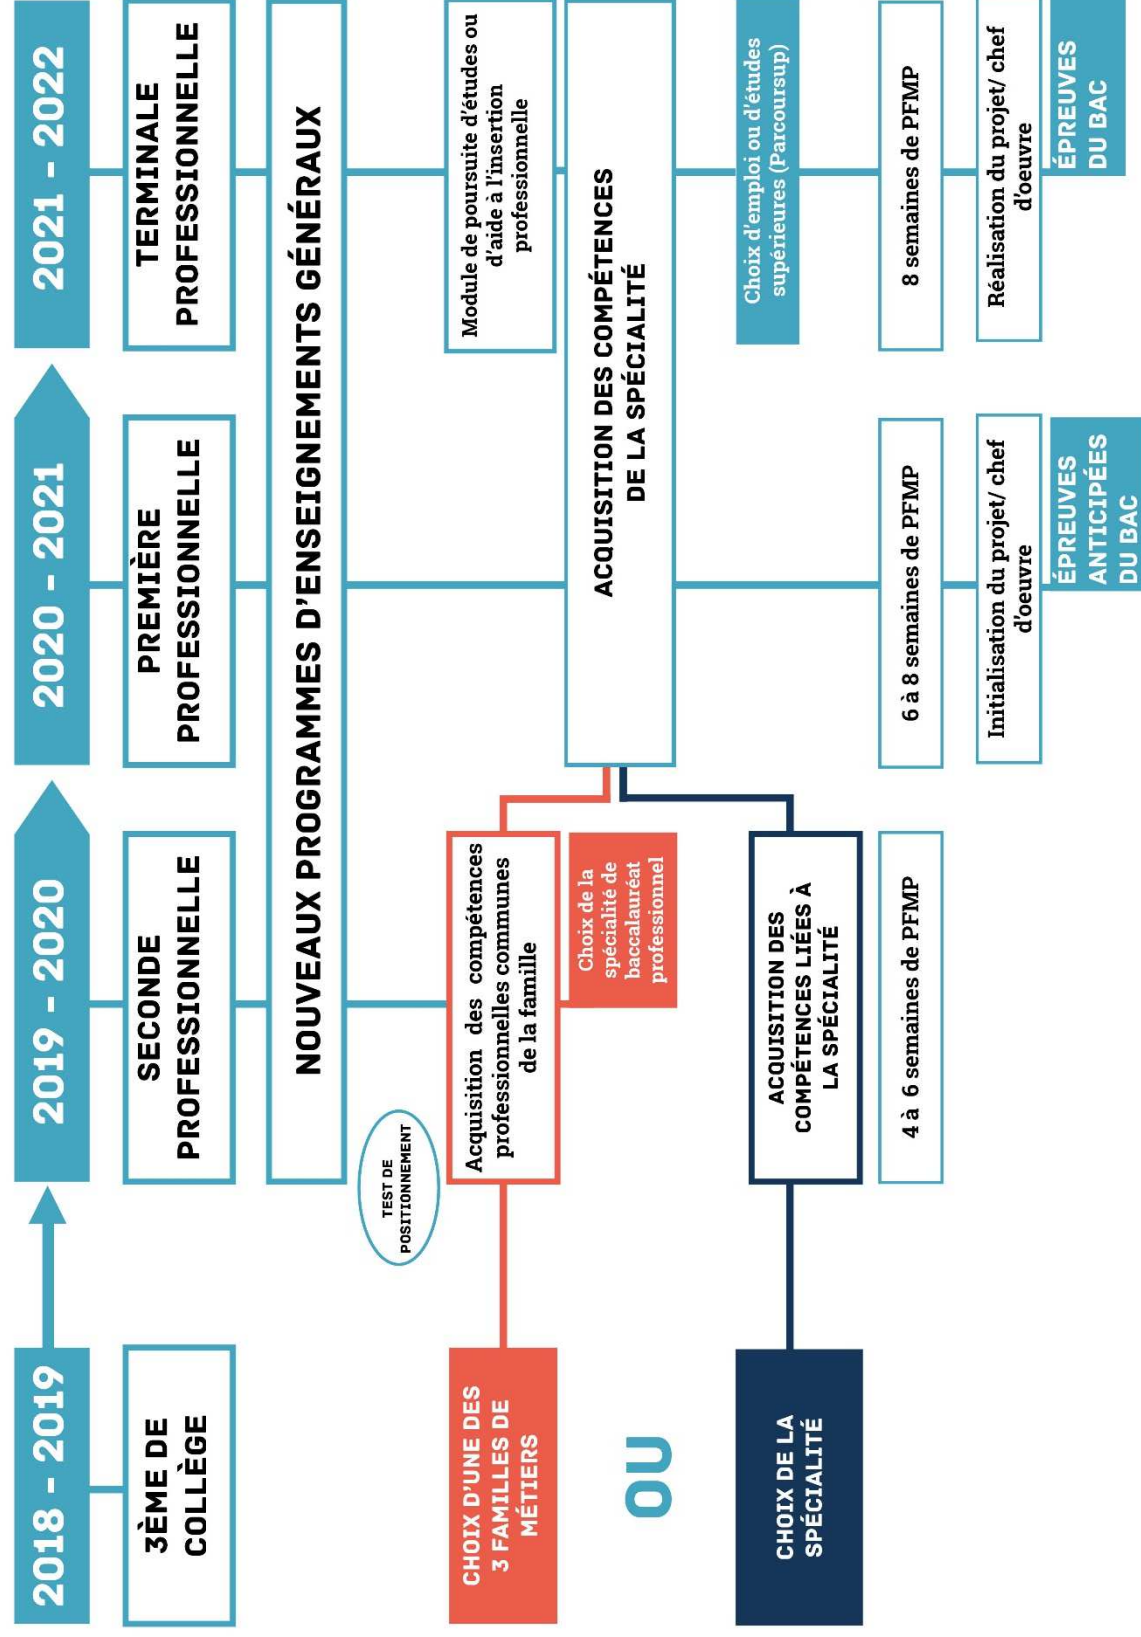 2018 - 2019
2019 - 2020
2020 - 2021
2021 - 2022
3ÈME DE
COLLÈGE
SECONDE
PROFESSIONNELLE
PREMIÈRE
PROFESSIONNELLE
TERMINALE
PROFESSIONNELLE
NOUVEAUX PROGRAMMES D'ENSEIGNEMENTS GÉNÉRAUX
TEST DE
POSITIONNEMENT
CHOIX D'UNE DES
3 FAMILLES DE
MÉTIERS
Acquisition des compétences
professionnelles communes
de la famille
Module de poursuite d'études ou
d'aide à l'insertion
professionnelle
Choix de la
spécialité de
baccalauréat
professionnel
ACQUISITION DES COMPÉTENCES
DE LA SPÉCIALITÉ
OU
CHOIX DE LA
SPÉCIALITÉ
ACQUISITION DES
COMPÉTENCES LIÉES À
LA SPÉCIALITÉ
Choix d'emploi ou d'études
supérieures (Parcoursup)
4 à 6 semaines de PFMP
6 à 8 semaines de PFMP
8 semaines de PFMP
Initialisation du projet/ chef
d'oeuvre
Réalisation du projet/ chef
d'oeuvre
ÉPREUVES
ANTICIPÉES
DU BAC
ÉPREUVES
DU BAC